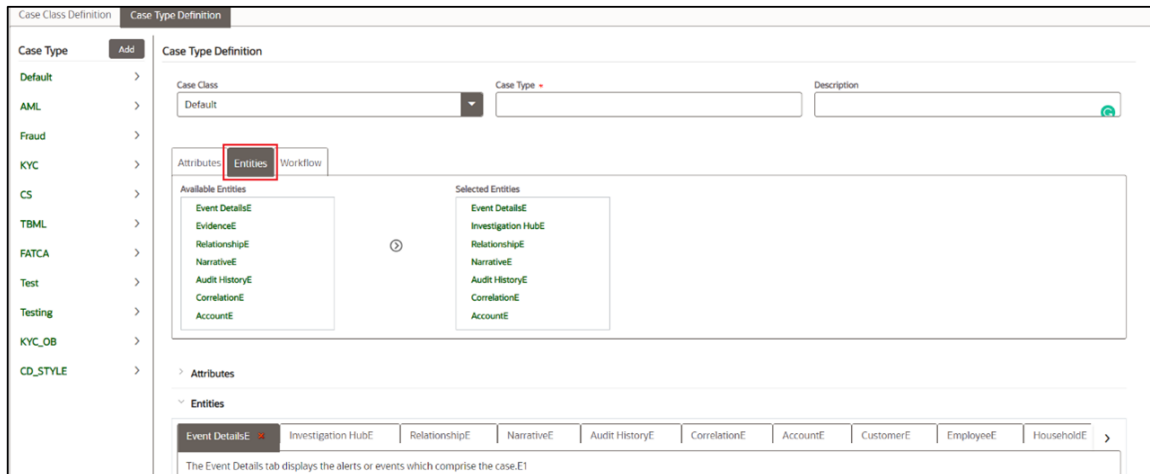 Case Class Definition Case Type Definition
Case Type Add Case Type Definition
Default
AML
Fraud
KYC
CS
TBML
FATCA
Test
Testing
KYC_OB
CD_STYLE
Case Class Case Type Description
Default
Attributes Entities Workflow
Available Entities Selected Entities
Event DetailsE Event DetailsE
EvidenceE Investigation HubE
RelationshipE RelationshipE
NarrativeE NarrativeE
Audit HistoryE Audit HistoryE
CorrelationE CorrelationE
AccountE AccountE
Attributes
Entities
Event DetailsE Investigation HubE RelationshipE NarrativeE Audit HistoryE CorrelationE AccountE CustomerE EmployeeE HouseholdE
The Event Details tab displays the alerts or events which comprise the case.E1